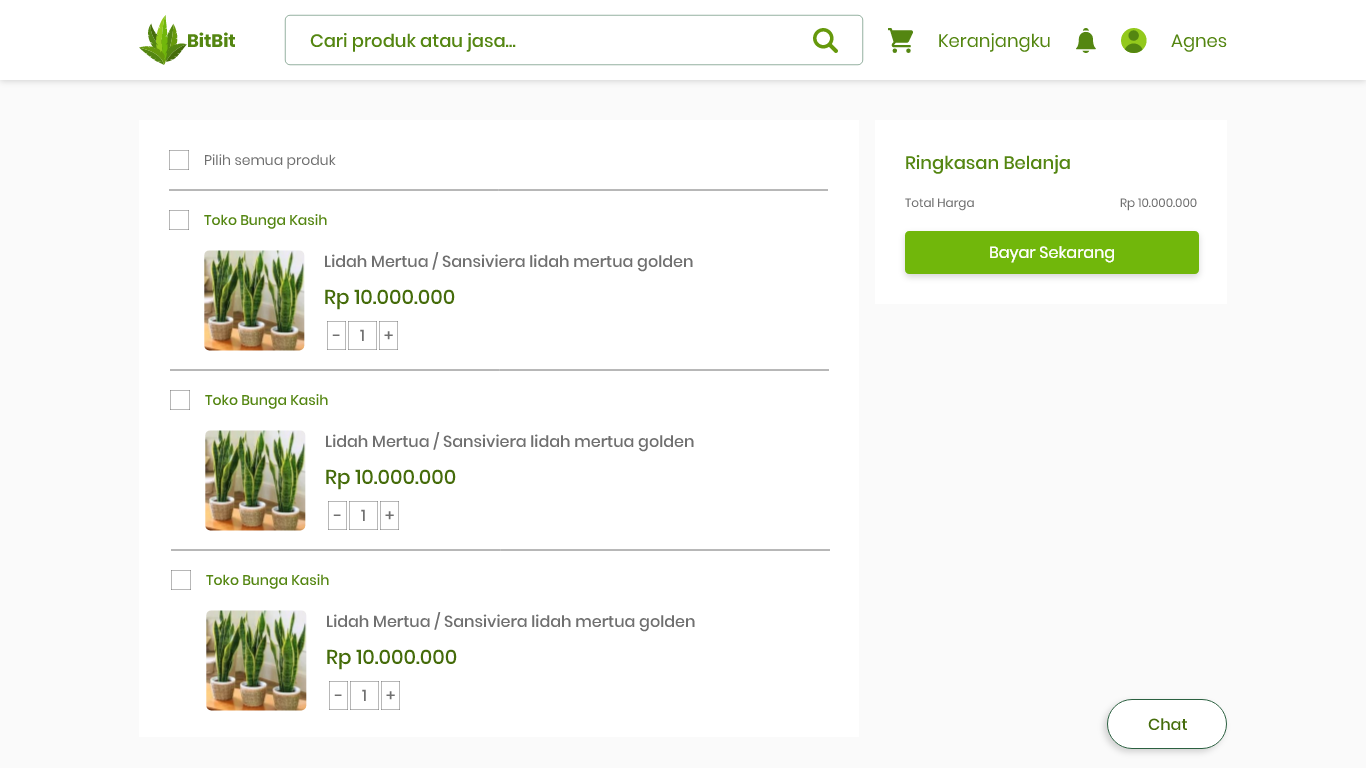 BitBit
Cari produk atau jasa...
Keranjangku
Agnes
Pilih semua produk
Toko Bunga Kasih
Lidah Mertua / Sansiviera lidah mertua golden
Rp 10.000.000
- 1 +
Toko Bunga Kasih
Lidah Mertua / Sansiviera lidah mertua golden
Rp 10.000.000
- 1 +
Toko Bunga Kasih
Lidah Mertua / Sansiviera lidah mertua golden
Rp 10.000.000
- 1 +
Ringkasan Belanja
Total Harga Rp 10.000.000
Bayar Sekarang
Chat